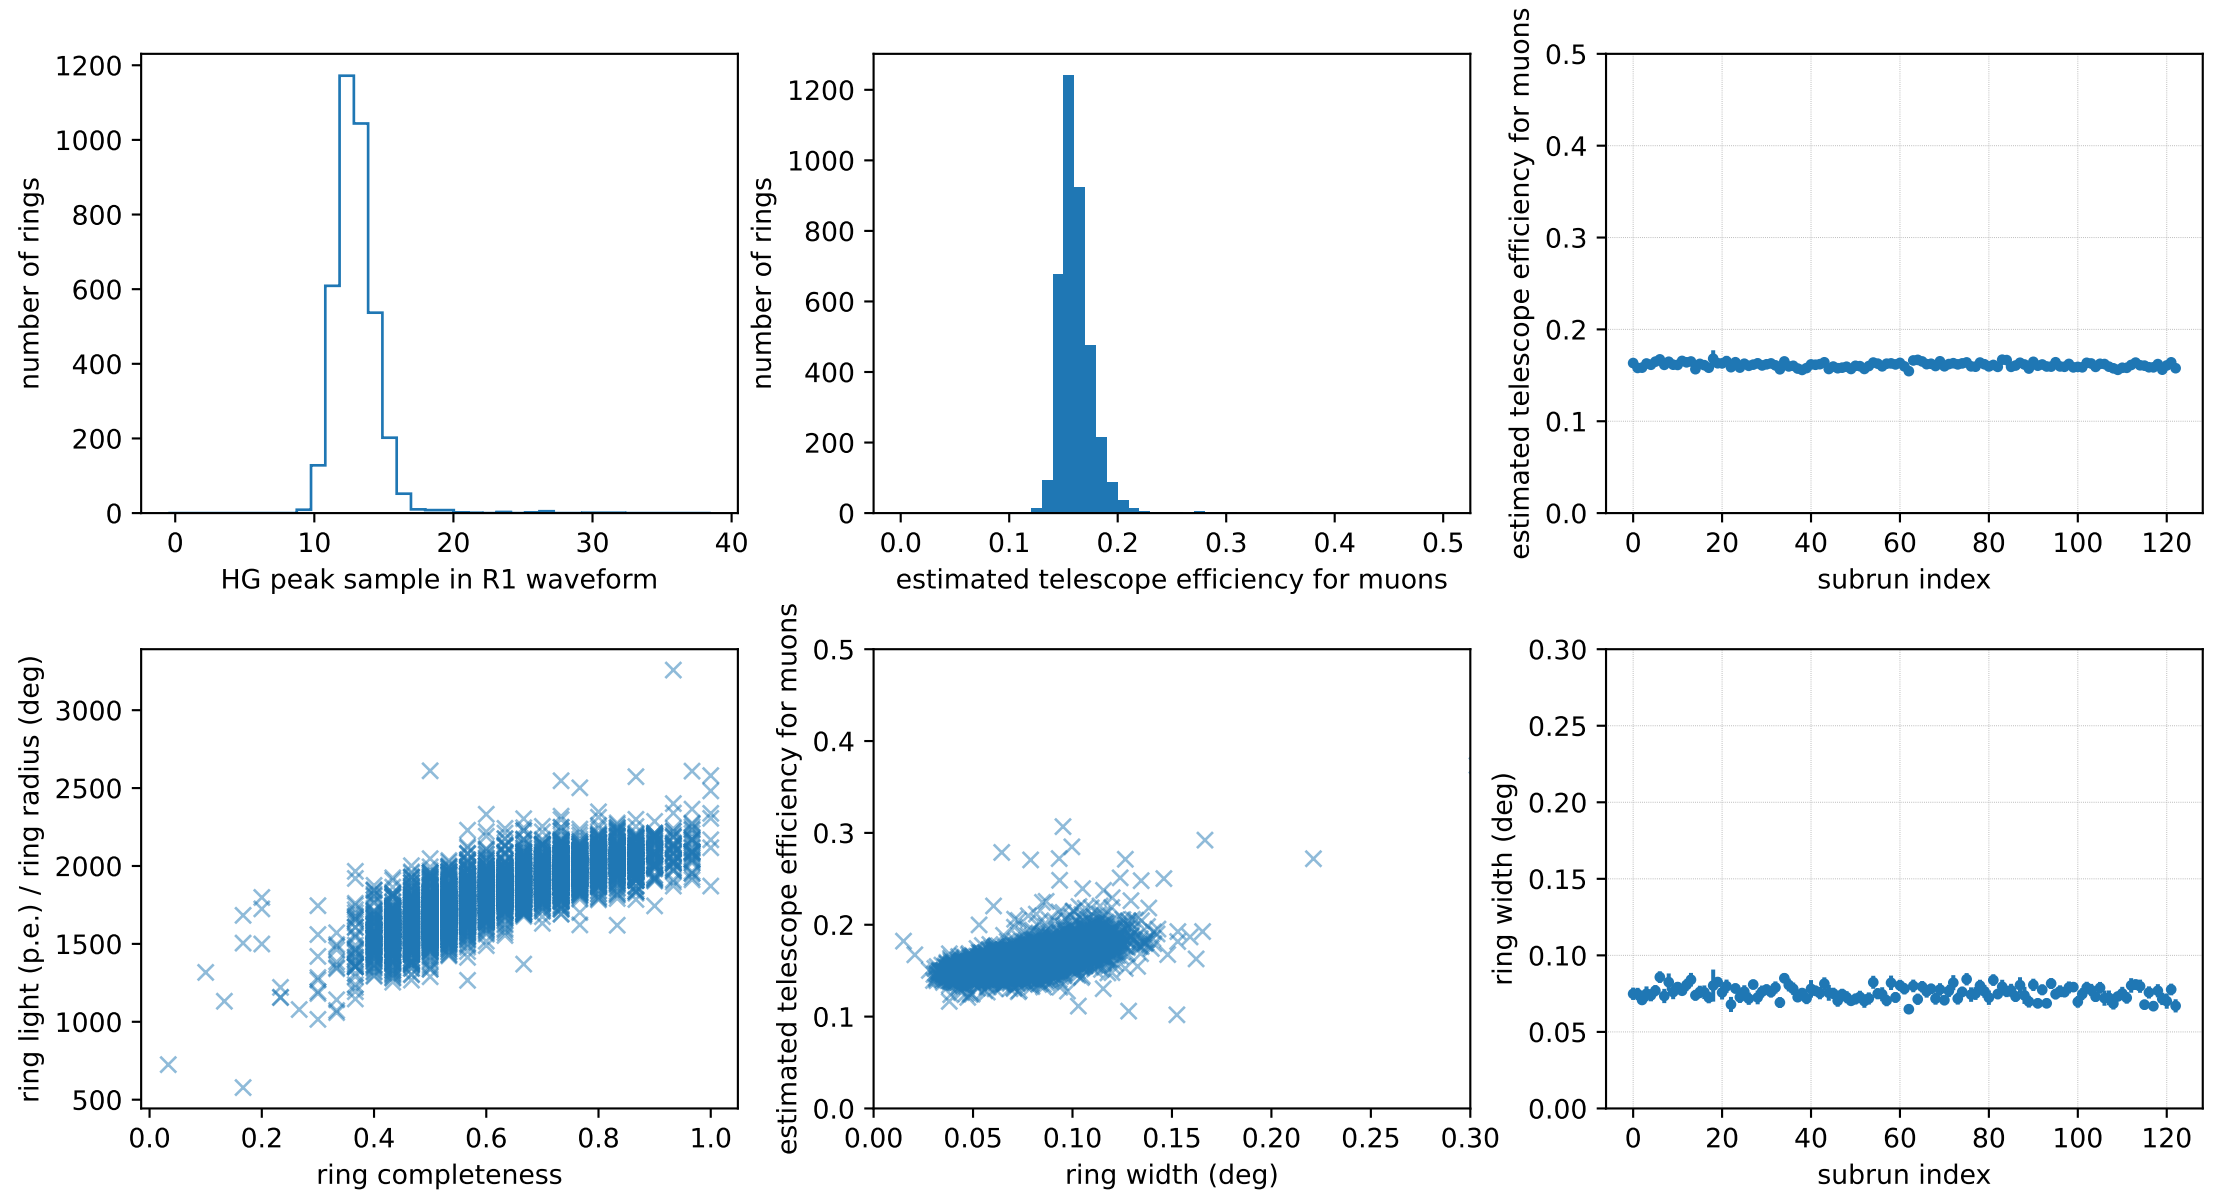 number of rings
1200
1000
800
600
400
200
0
0 10 20 30 40
HG peak sample in R1 waveform
number of rings
1200
1000
800
600
400
200
0
0.0 0.1 0.2 0.3 0.4 0.5
estimated telescope efficiency for muons
estimated telescope efficiency for muons
0.5
0.4
0.3
0.2
0.1
0.0
0 20 40 60 80 100 120
subrun index
ring light (p.e.) / ring radius (deg)
3000
2500
2000
1500
1000
500
0.0 0.2 0.4 0.6 0.8 1.0
ring completeness
estimated telescope efficiency for muons
0.5
0.4
0.3
0.2
0.1
0.0
0.00 0.05 0.10 0.15 0.20 0.25 0.30
ring width (deg)
ring width (deg)
0.30
0.25
0.20
0.15
0.10
0.05
0.00
0 20 40 60 80 100 120
subrun index